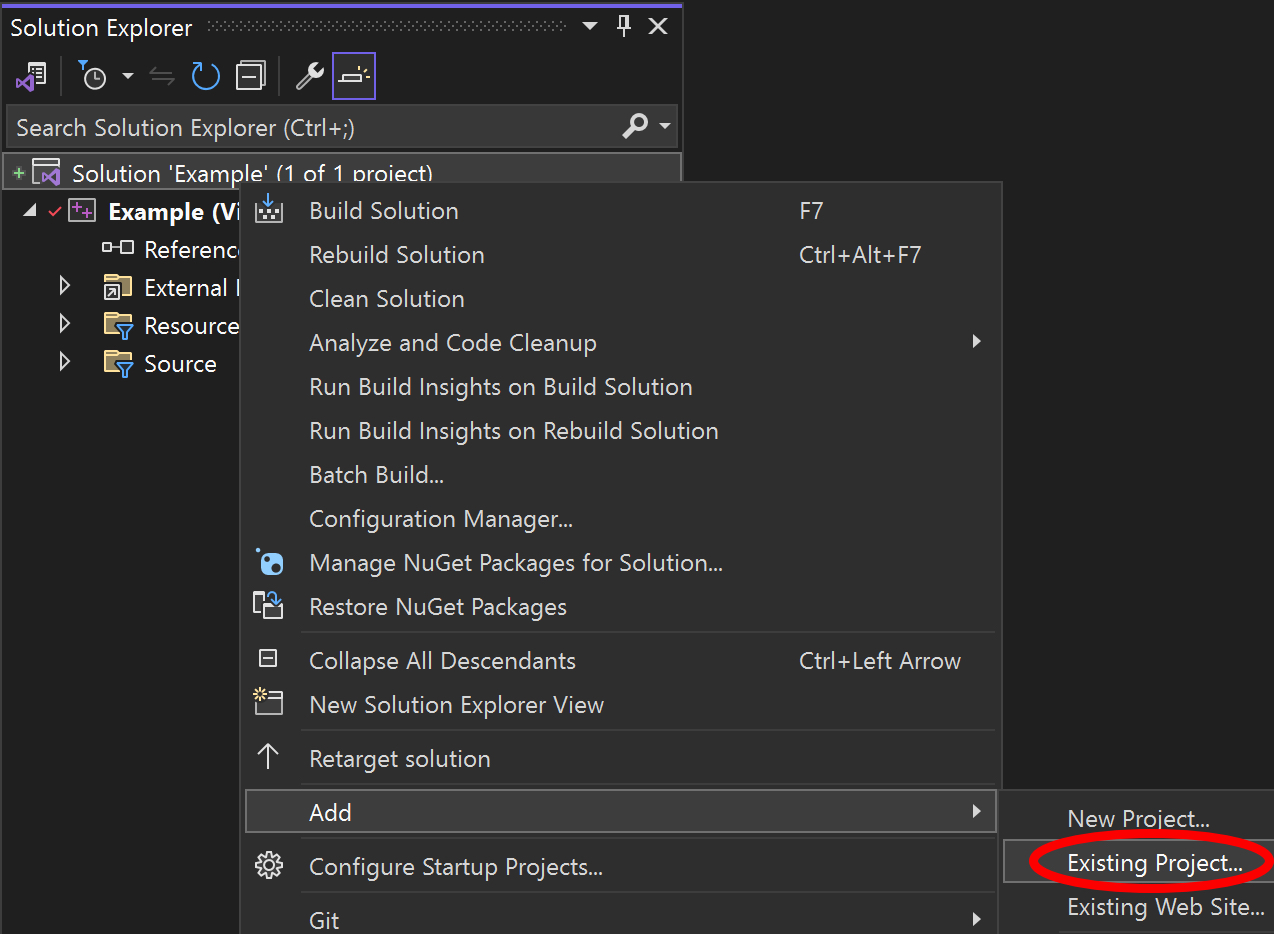 Solution Explorer
Search Solution Explorer (Ctrl+;)
Solution 'Example' (1 of 1 project)
Example (Vi
Build Solution F7
Rebuild Solution Ctrl+Alt+F7
Referenc
Clean Solution
External
Resource
Analyze and Code Cleanup
Source
Run Build Insights on Build Solution
Run Build Insights on Rebuild Solution
Batch Build...
Configuration Manager...
Manage NuGet Packages for Solution...
Restore NuGet Packages
Collapse All Descendants Ctrl+Left Arrow
New Solution Explorer View
Retarget solution
Add
New Project...
Existing Project...
Existing Web Site...
Configure Startup Projects...
Git